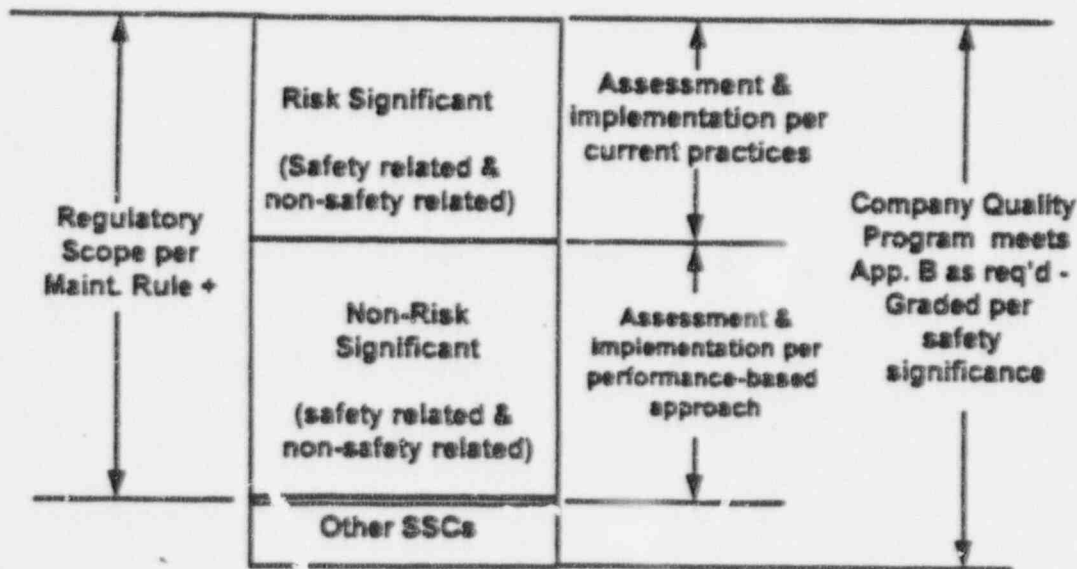 Regulatory
Scope per
Maint. Rule +
Risk Significant
(Safety related &
non-safety related)
Non-Risk
Significant
(safety related &
non-safety related)
Other SSCs
Assessment &
implementation per
current practices
Assessment &
implementation per
performance-based
approach
Company Quality
Program meets
App. B as req'd -
Graded per
safety
significance